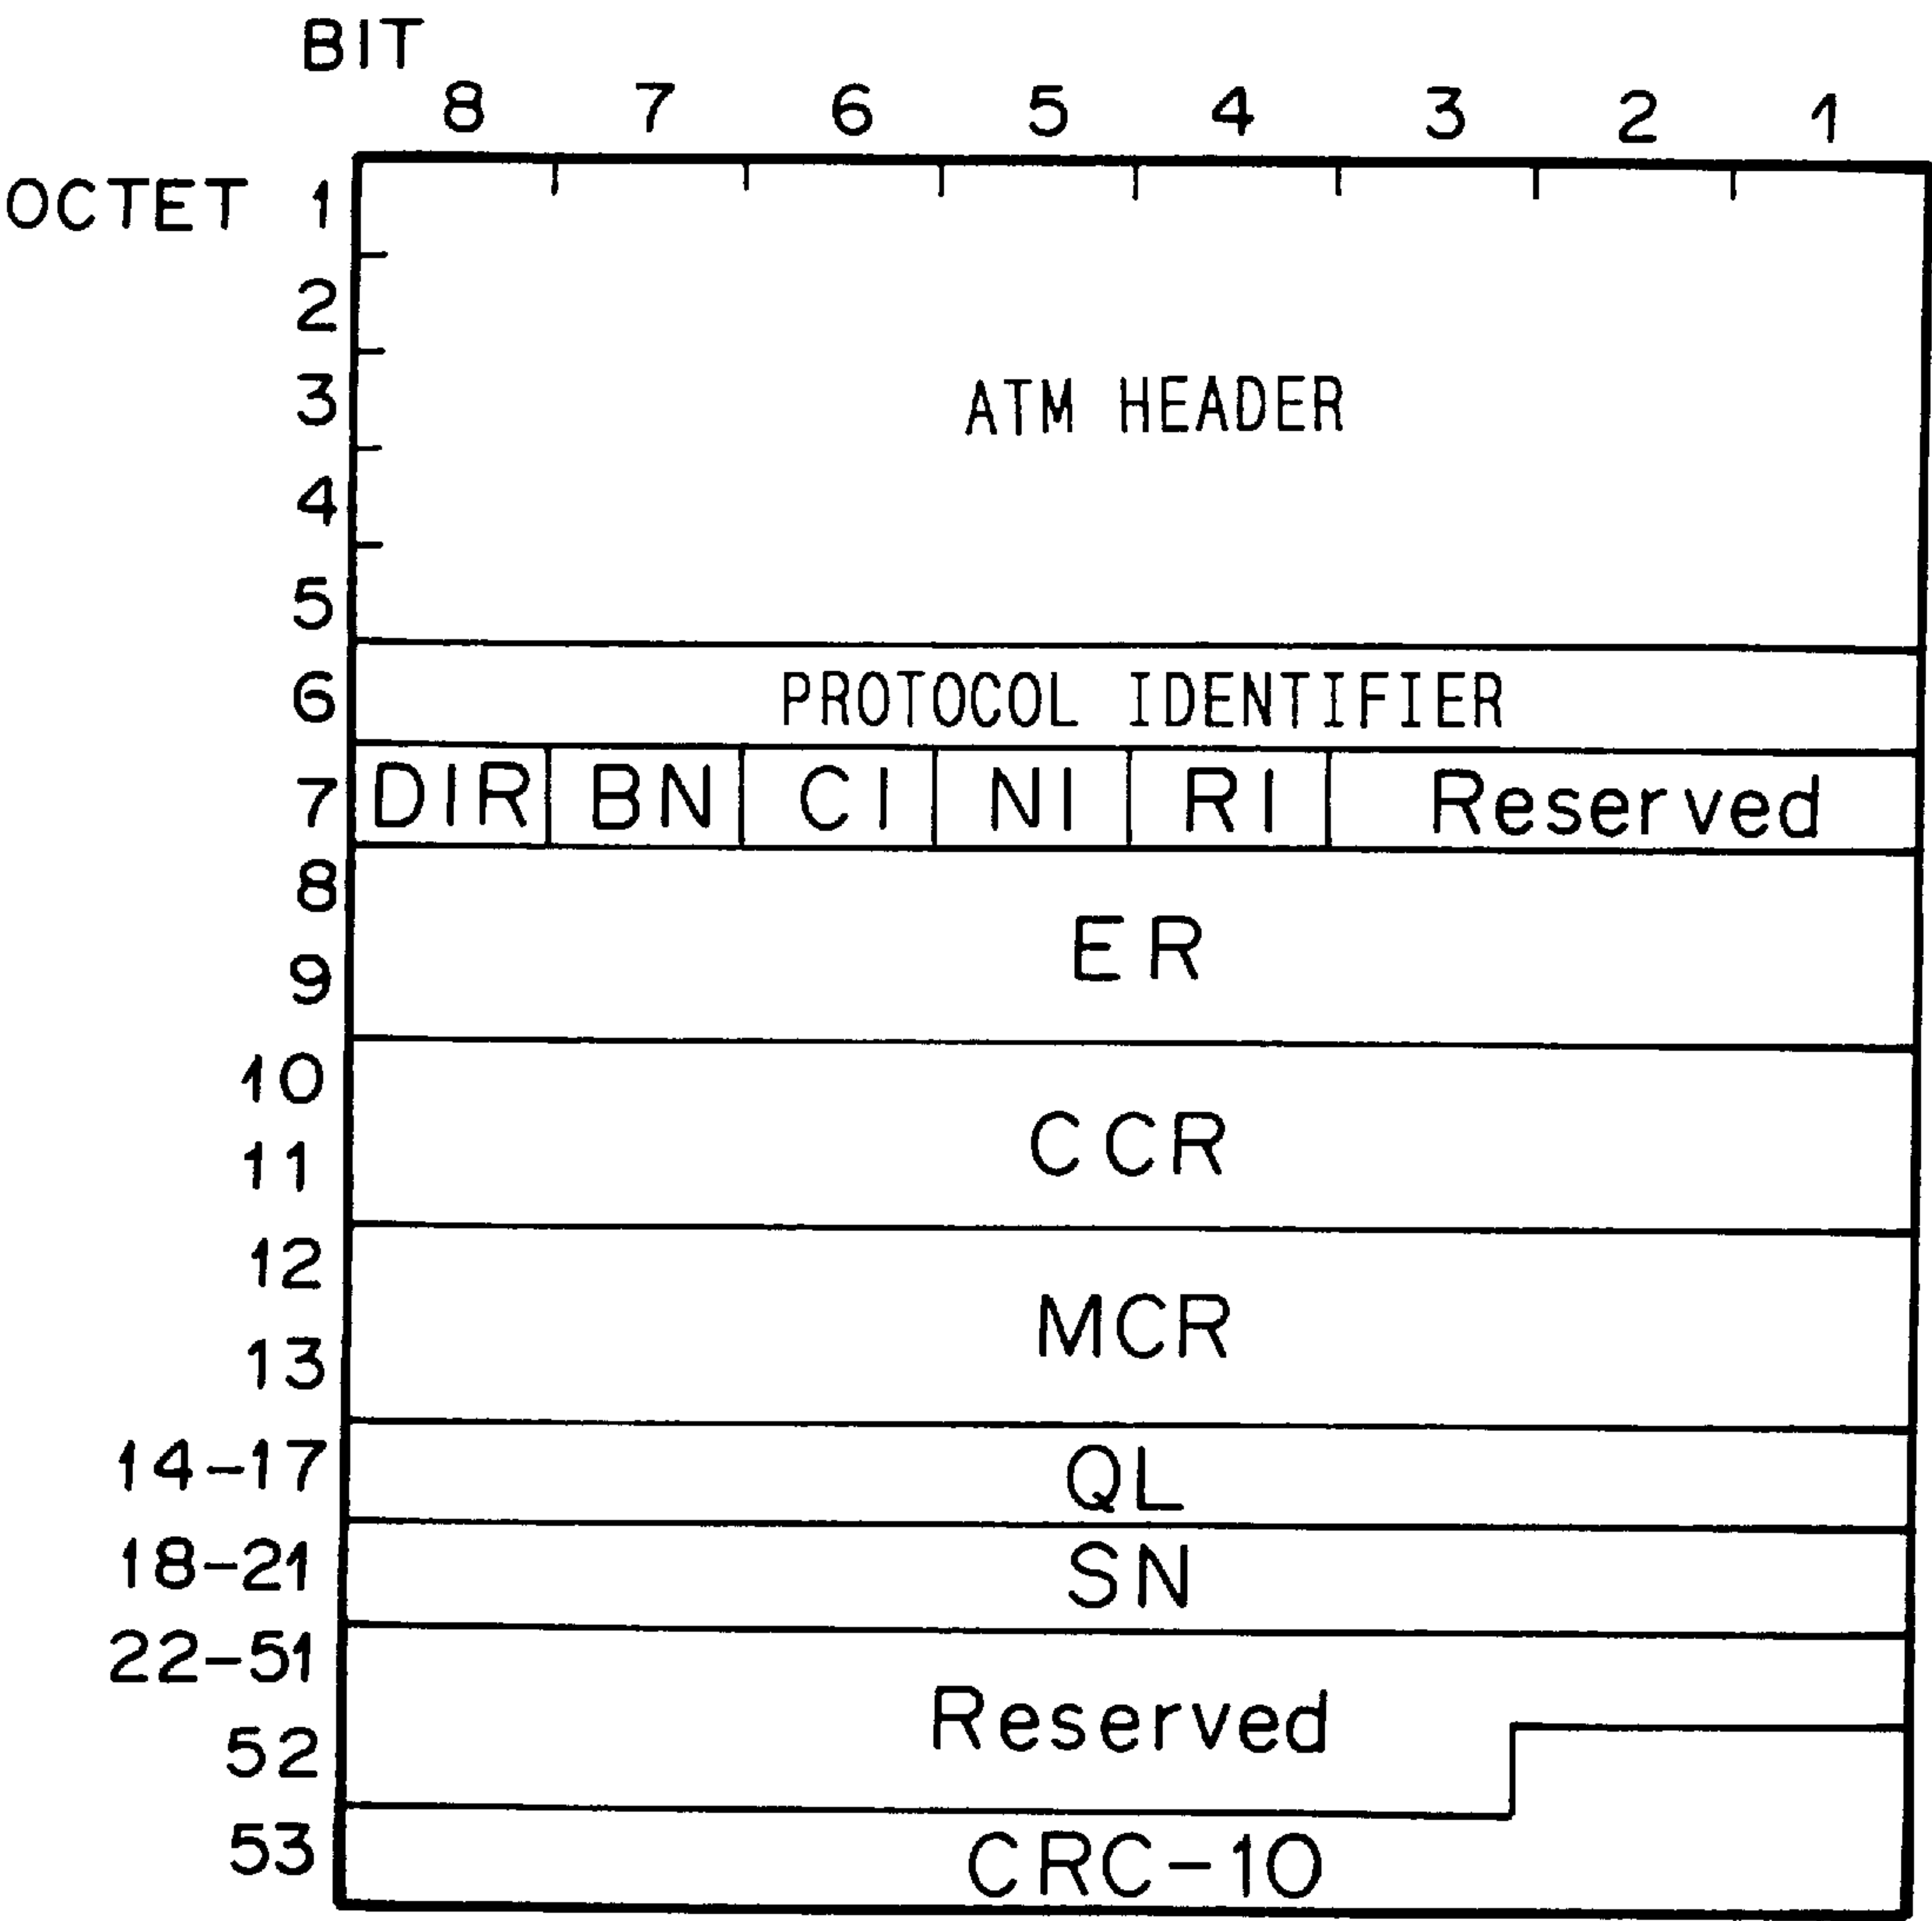 BIT
8 7 6 5 4 3 2 1
OCTET 1
2
3 ATM HEADER
4
5
6 PROTOCOL IDENTIFIER
7 DIR BN CI NI RI Reserved
8
ER
9
10
CCR
11
12
MCR
13
14-17 QL
18-21 SN
22-51
Reserved
52
53 CRC-10